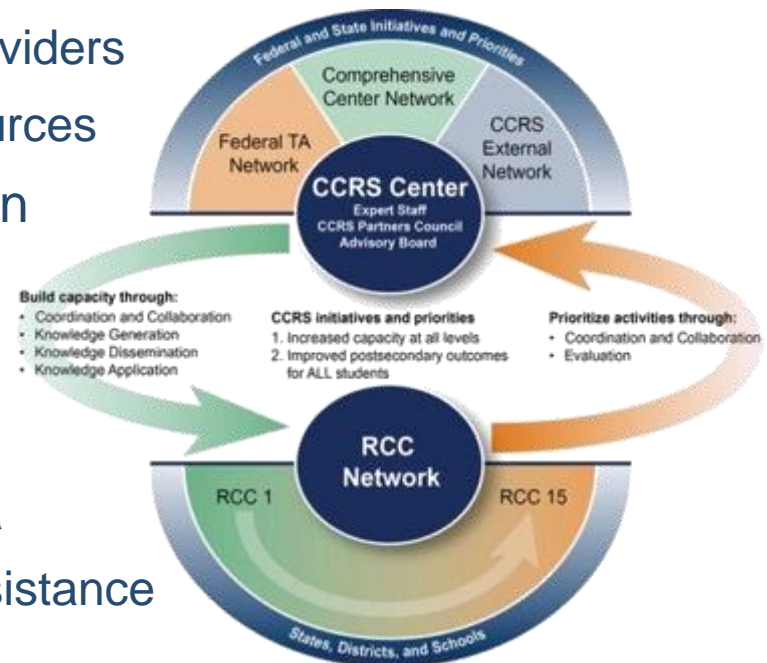 viders
urces
n
sistance
Federal and State Initiatives and Priorities
Federal TA
Network
Comprehensive
Center Network
CCRS
External
Network
CCRS Center
Expert Staff
CCRS Partners Council
Advisory Board
Build capacity through:
• Coordination and Collaboration
• Knowledge Generation
• Knowledge Dissemination
• Knowledge Application
CCRS initiatives and priorities
1. Increased capacity at all levels
2. Improved postsecondary outcomes
for ALL students
Prioritize activities through:
• Coordination and Collaboration
• Evaluation
RCC
Network
RCC 1
RCC 15
States, Districts, and Schools